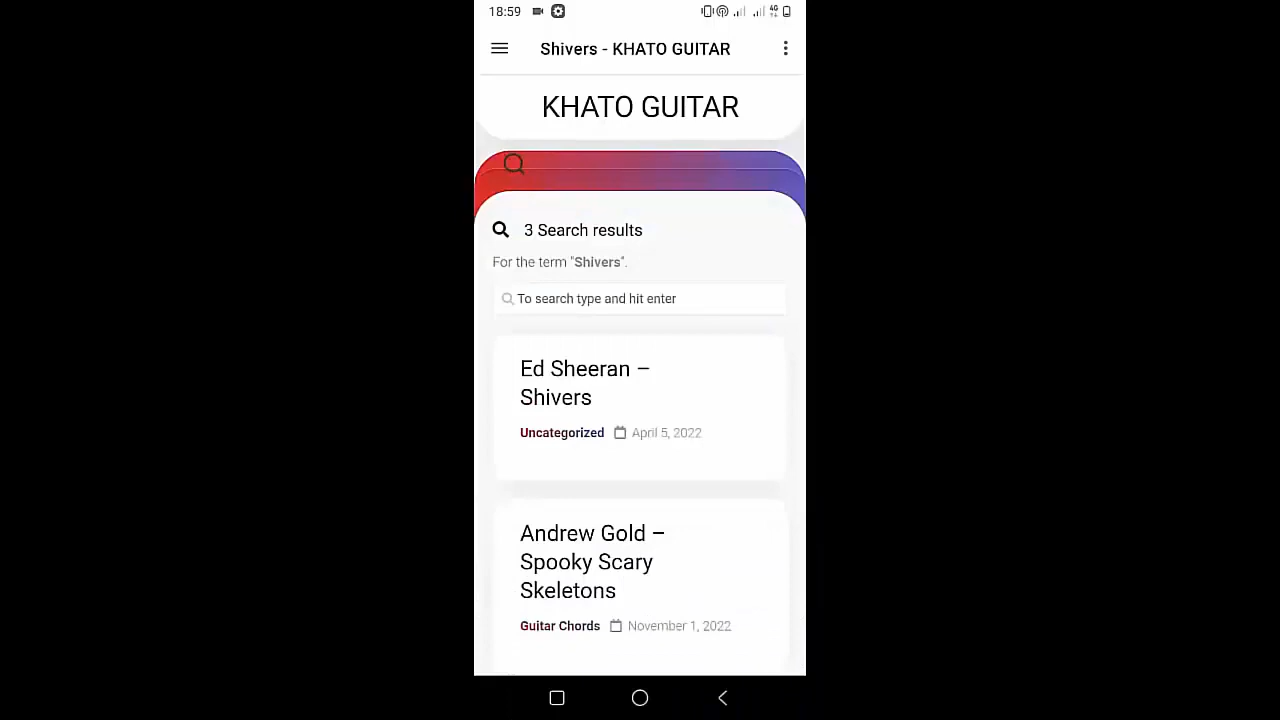 18:59
4G
Shivers - KHATO GUITAR
KHATO GUITAR
3 Search results
For the term "Shivers".
To search type and hit enter
Ed Sheeran –
Shivers
Uncategorized April 5, 2022
Andrew Gold –
Spooky Scary
Skeletons
Guitar Chords November 1, 2022